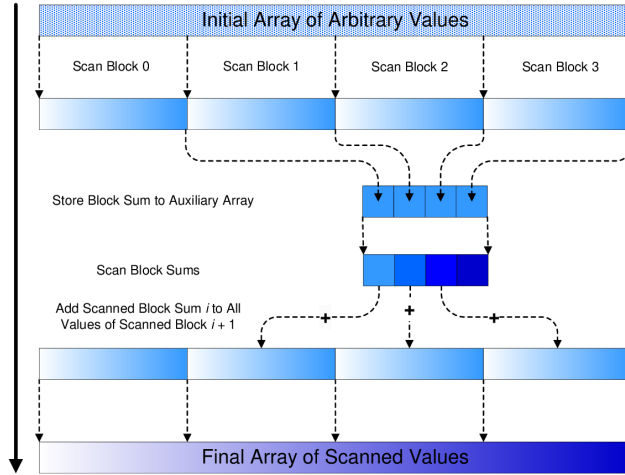 Initial Array of Arbitrary Values
Scan Block 0
Scan Block 1
Scan Block 2
Scan Block 3
Store Block Sum to Auxiliary Array
Scan Block Sums
Add Scanned Block Sum i to All
Values of Scanned Block i + 1
+
+
+
Final Array of Scanned Values